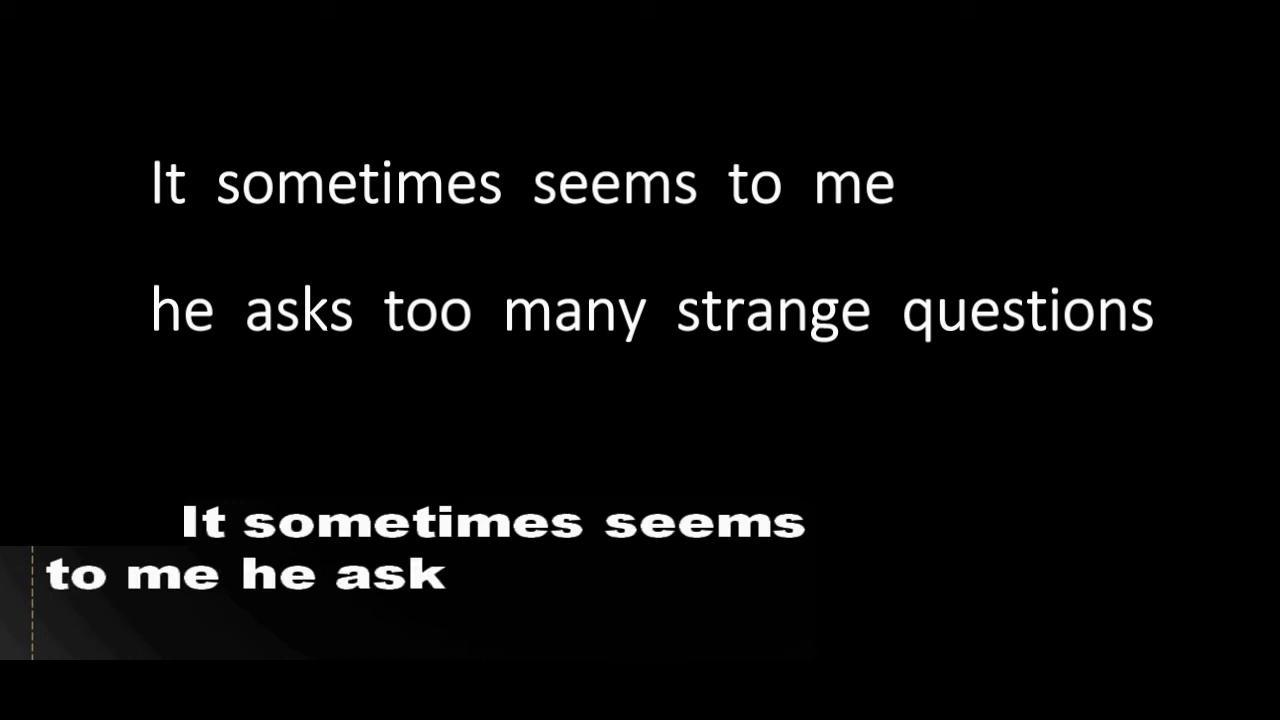 It sometimes seems to me
he asks too many strange questions
It sometimes seems
to me he ask